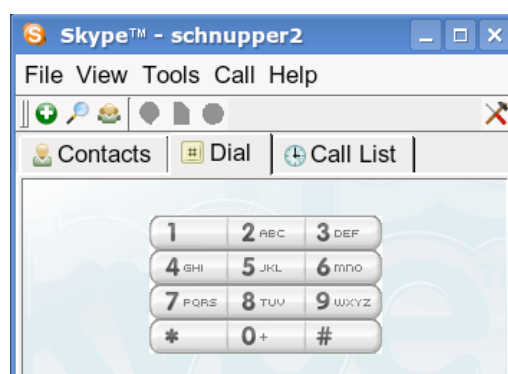 Skype™ - schnupper2
File View Tools Call Help
Contacts # Dial Call List
1 2 ABC 3 DEF
4 GHI 5 JKL 6 mno
7 PQRS 8 TUV 9 WXYZ
* 0 + #